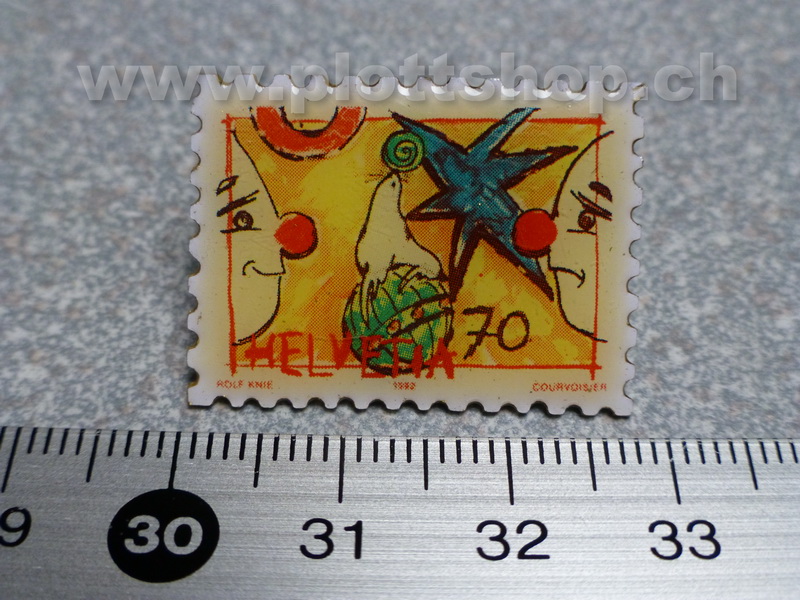 www.plottshop.ch
70
HELVETIA
ROLF KNIE 1992 COURVOISIER
9 30 31 32 33